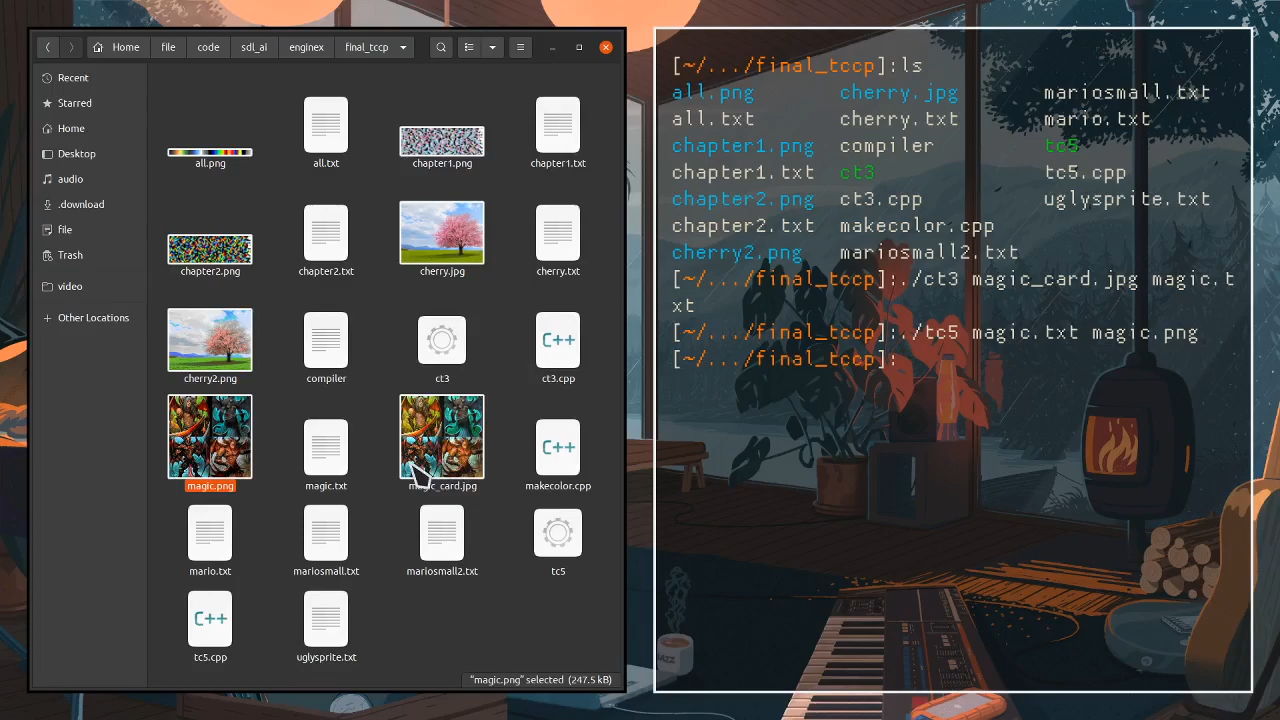 Home file code sdl_ai enginex final_tccp
Recent
Starred
Home
Desktop
audio
.download
File
Trash
video
Other Locations
all.png all.txt chapter1.png chapter1.txt
chapter2.png chapter2.txt cherry.jpg cherry.txt
cherry2.png compiler ct3 ct3.cpp
magic.png magic.txt magic_card.jpg makecolor.cpp
mario.txt mariosmall.txt mariosmall2.txt tc5
tc5.cpp uglysprite.txt
"magic.png" selected (247.5 kB)
[~/.../final_tccp]:ls
all.png cherry.jpg mariosmall.txt
all.txt cherry.txt mario.txt
chapter1.png compiler tc5
chapter1.txt ct3 tc5.cpp
chapter2.png ct3.cpp uglysprite.txt
chapter2.txt makecolor.cpp
cherry2.png mariosmall2.txt
[~/.../final_tccp]:./ct3 magic_card.jpg magic.t
xt
[~/.../final_tccp]:./tc5 magic.txt magic.png
[~/.../final_tccp]:
JAZZ